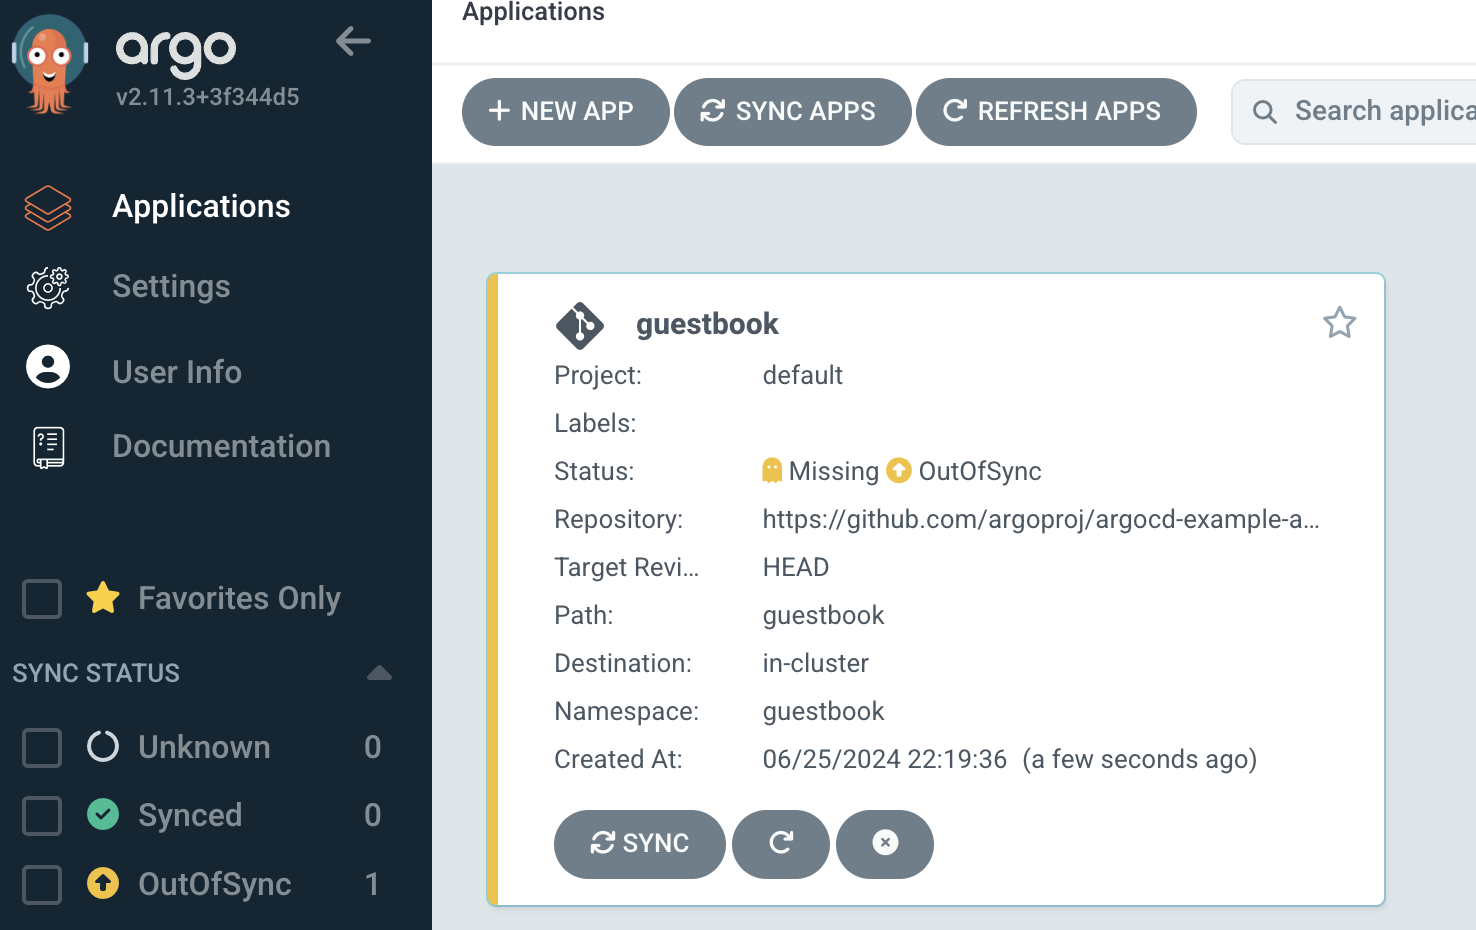 argo
v2.11.3+3f344d5
Applications
Settings
User Info
Documentation
Favorites Only
SYNC STATUS
Unknown 0
Synced 0
OutOfSync 1
Applications
NEW APP SYNC APPS REFRESH APPS Search applica
guestbook
Project: default
Labels:
Status: Missing OutOfSync
Repository: https://github.com/argoproj/argocd-example-a...
Target Revi... HEAD
Path: guestbook
Destination: in-cluster
Namespace: guestbook
Created At: 06/25/2024 22:19:36 (a few seconds ago)
SYNC